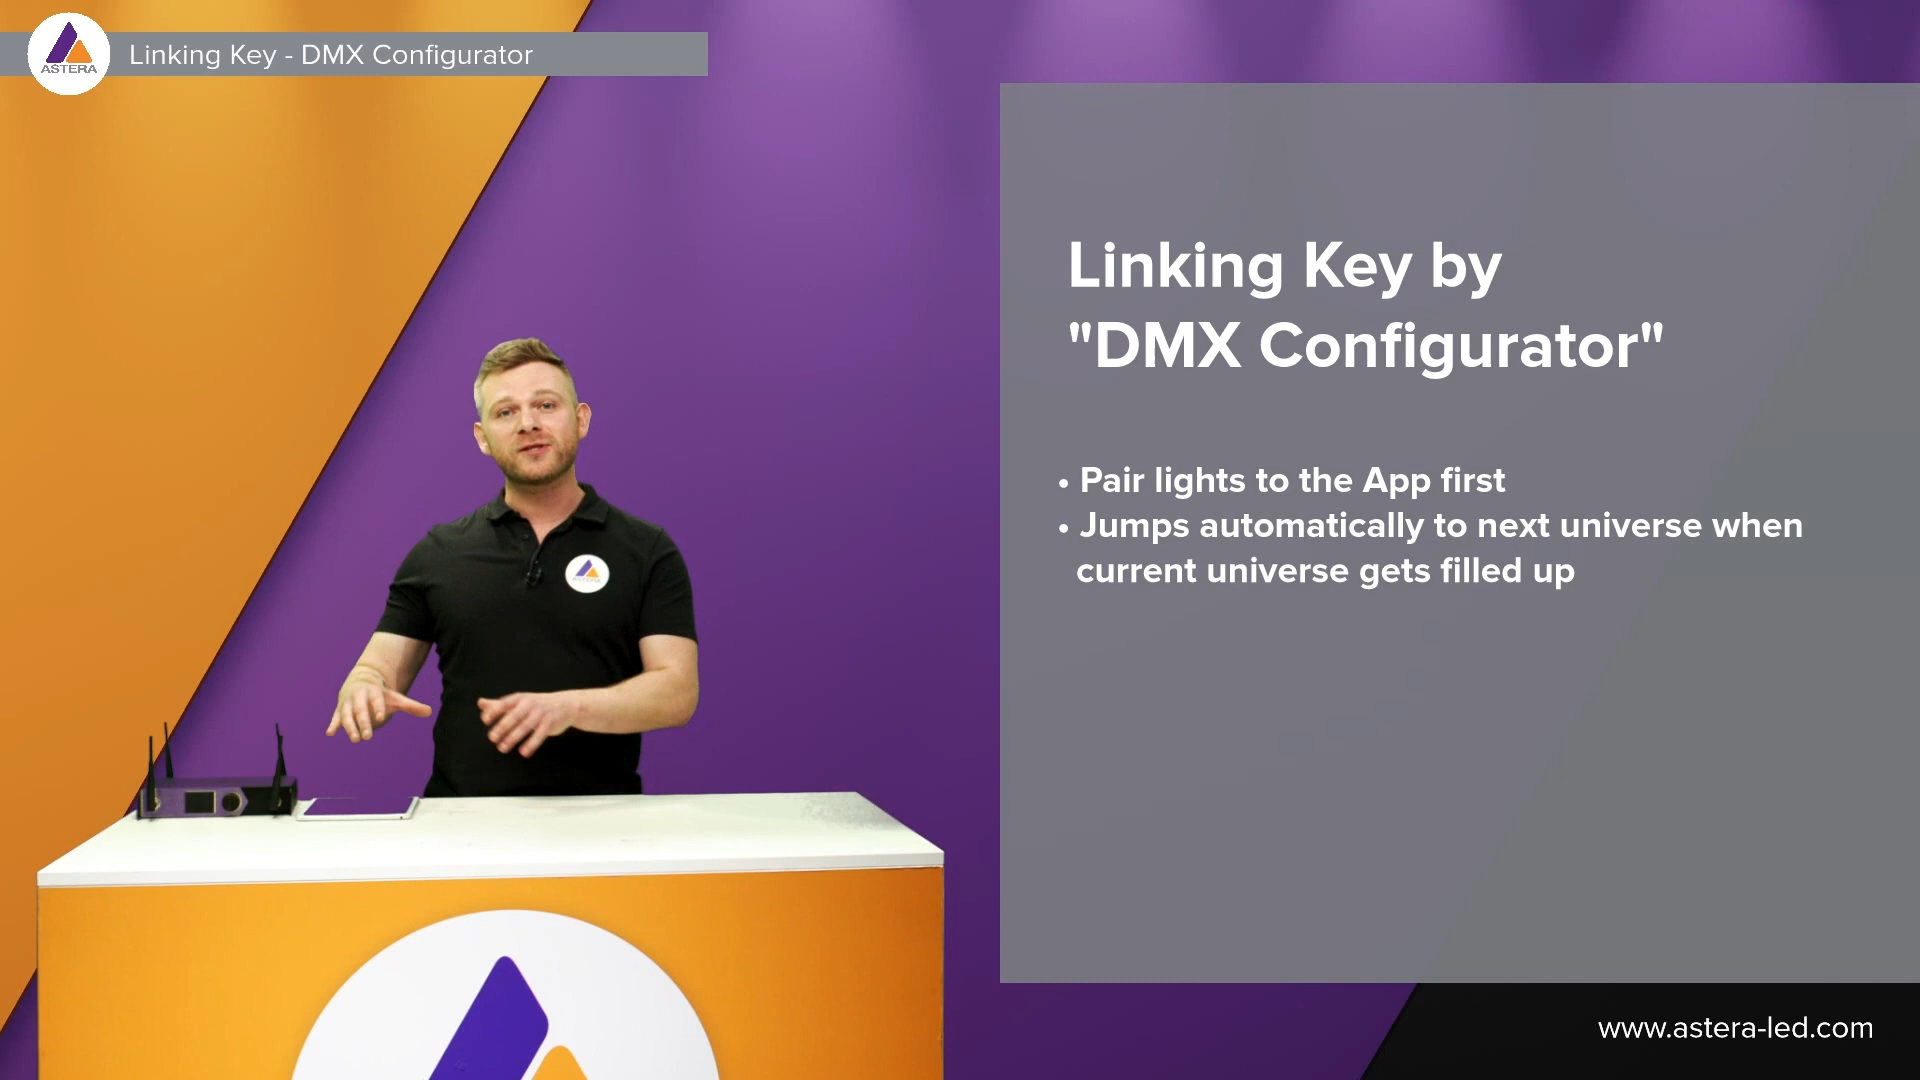 ASTERA
Linking Key - DMX Configurator
Linking Key by
"DMX Configurator"
• Pair lights to the App first
• Jumps automatically to next universe when
current universe gets filled up
ASTERA
www.astera-led.com